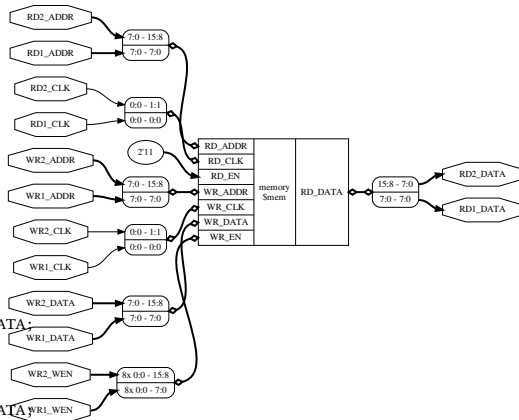 RD2_ADDR
7:0 - 15:8
RD1_ADDR
7:0 - 7:0
RD2_CLK
0:0 - 1:1
RD1_CLK
0:0 - 0:0
2'11
WR2_ADDR
7:0 - 15:8
WR1_ADDR
7:0 - 7:0
WR2_CLK
0:0 - 1:1
WR1_CLK
0:0 - 0:0
WR2_DATA
7:0 - 15:8
ATA;
WR1_DATA
7:0 - 7:0
WR2_WEN
8x 0:0 - 15:8
8x 0:0 - 7:0
ATA;
WR1_WEN
RD_ADDR
RD_CLK
RD_EN
WR_ADDR
WR_CLK
WR_DATA
WR_EN
memory
$mem
RD_DATA
15:8 - 7:0
7:0 - 7:0
RD2_DATA
RD1_DATA